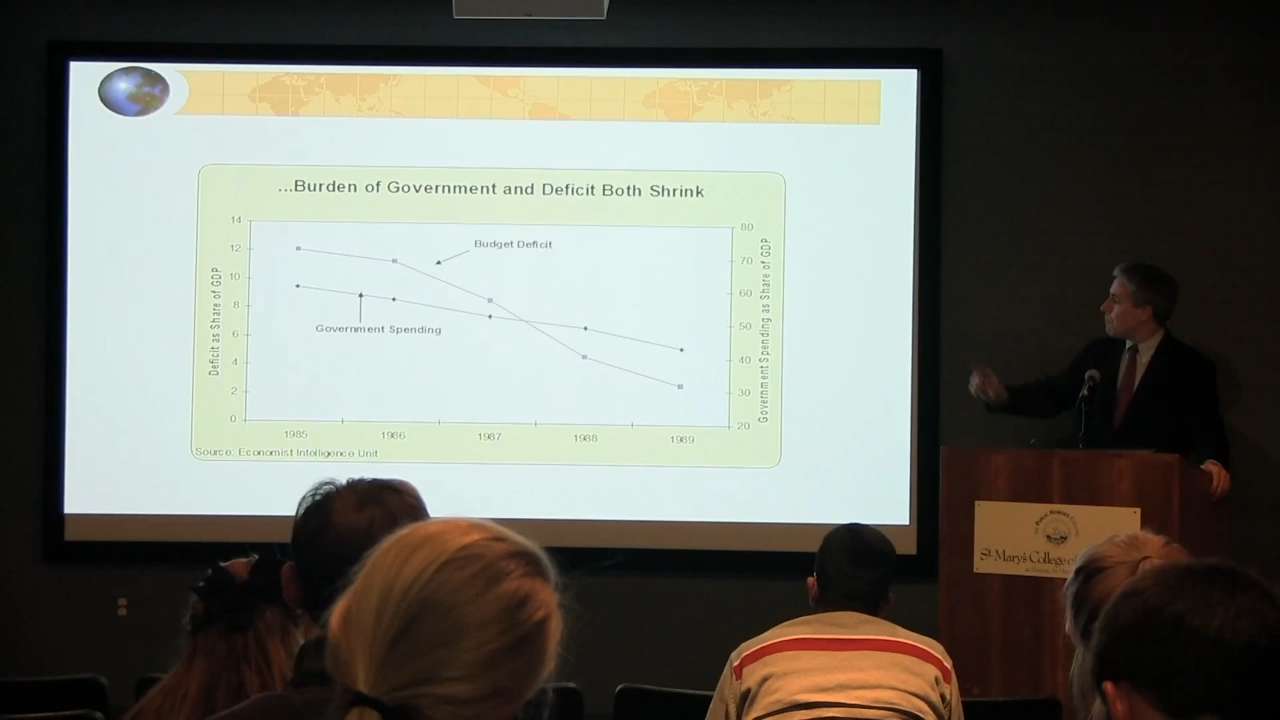 ...Burden of Government and Deficit Both Shrink
14
12
10
8
6
4
2
0
Deficit as Share of GDP
Budget Deficit
Government Spending
80
70
60
50
40
30
20
Government Spending as Share of GDP
1985 1986 1987 1988 1989
Source: Economist Intelligence Unit
St. Mary's College of